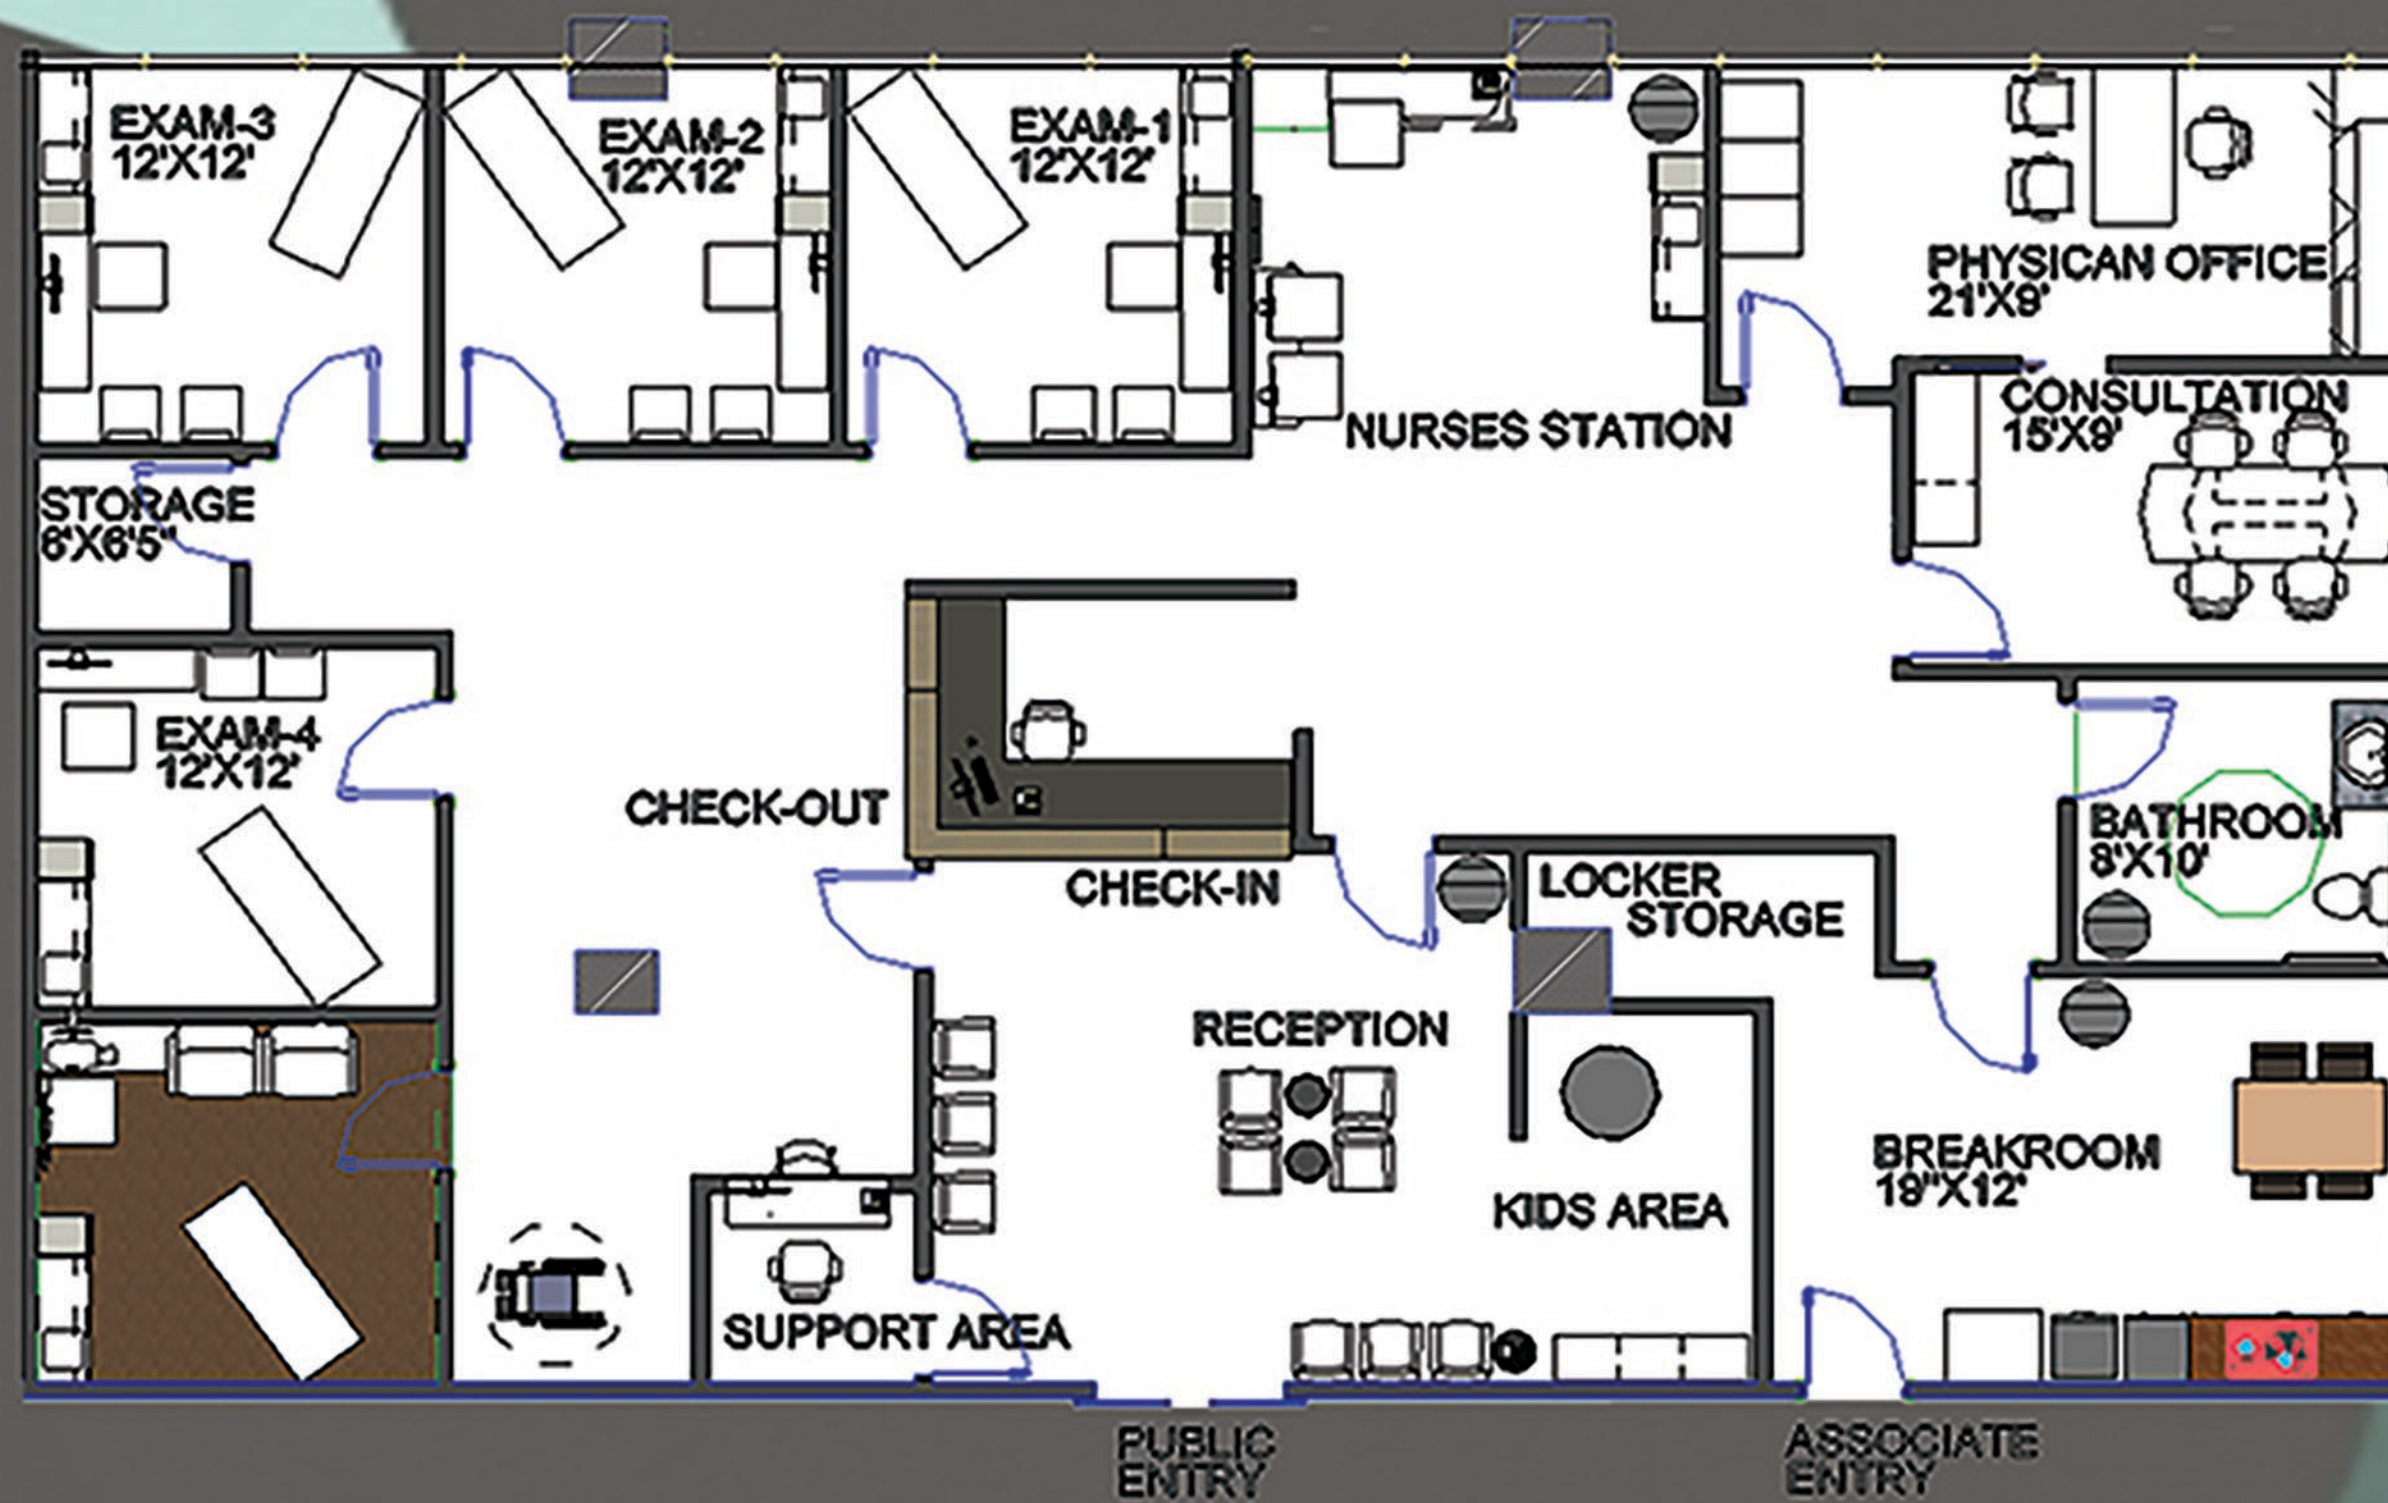 EXAM-3
12'X12'
EXAM-2
12'X12'
EXAM-1
12'X12'
NURSES STATION
PHYSICAN OFFICE
21'X9'
CONSULTATION
15'X9'
STORAGE
6'X6'5"
EXAM-4
12'X12'
CHECK-OUT
CHECK-IN
LOCKER
STORAGE
BATHROOM
8'X10'
RECEPTION
KIDS AREA
BREAKROOM
19"X12'
SUPPORT AREA
PUBLIC
ENTRY
ASSOCIATE
ENTRY